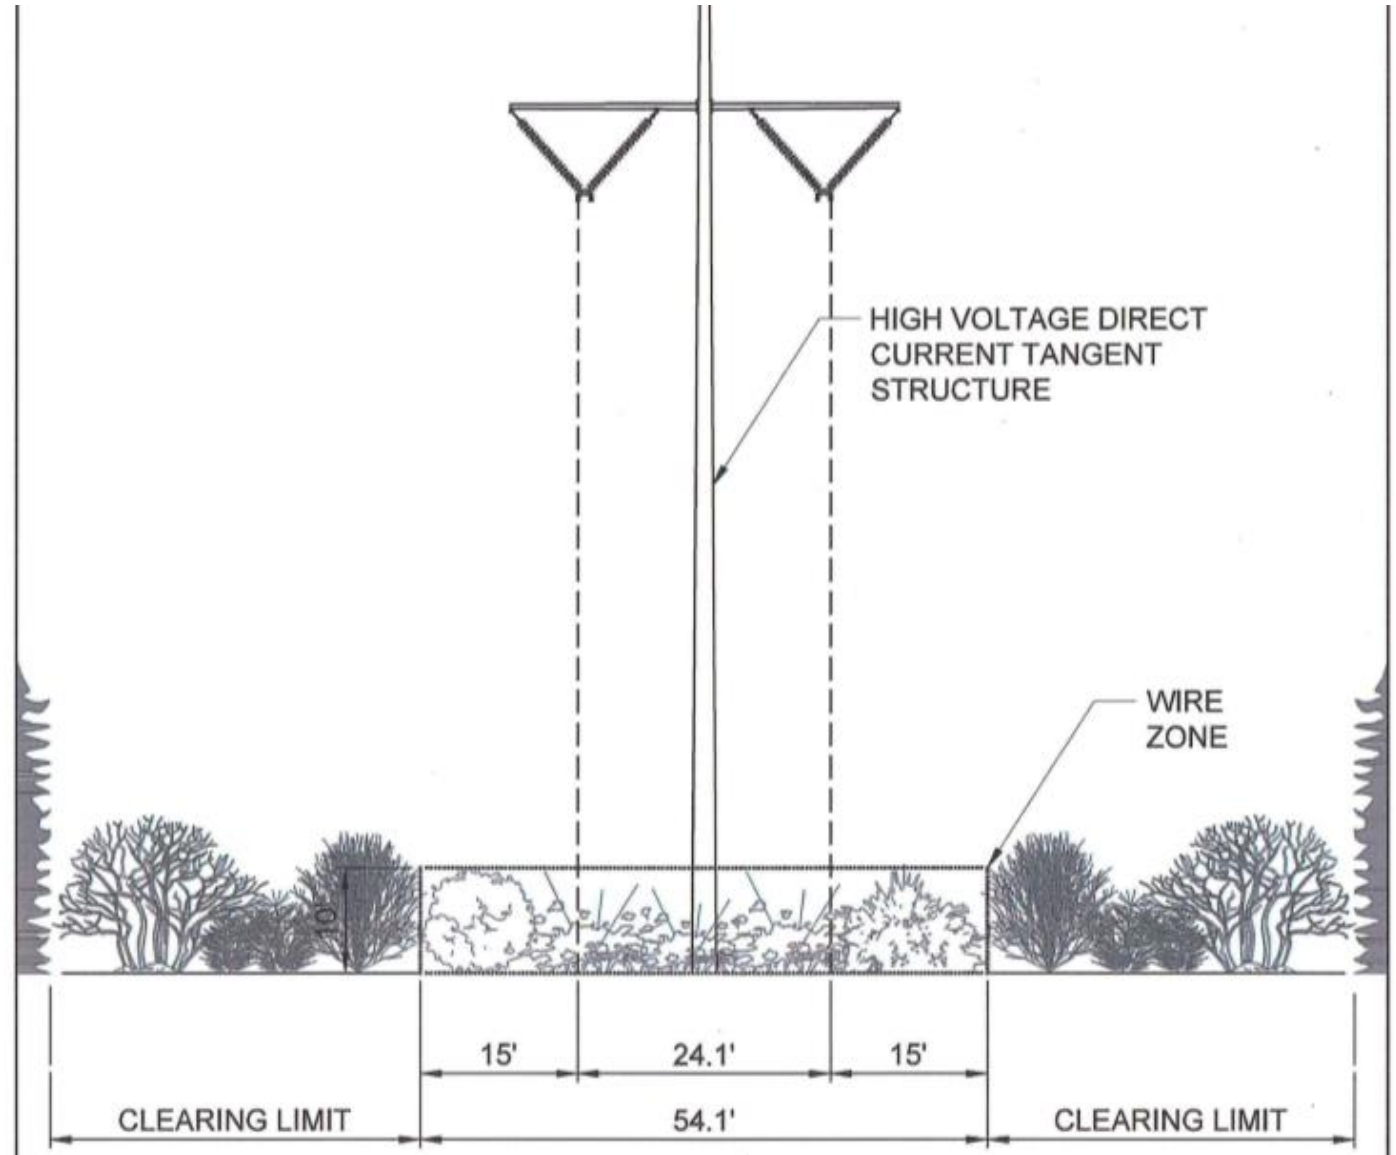 HIGH VOLTAGE DIRECT
CURRENT TANGENT
STRUCTURE
WIRE
ZONE
10'
15'
24.1'
15'
CLEARING LIMIT
54.1'
CLEARING LIMIT